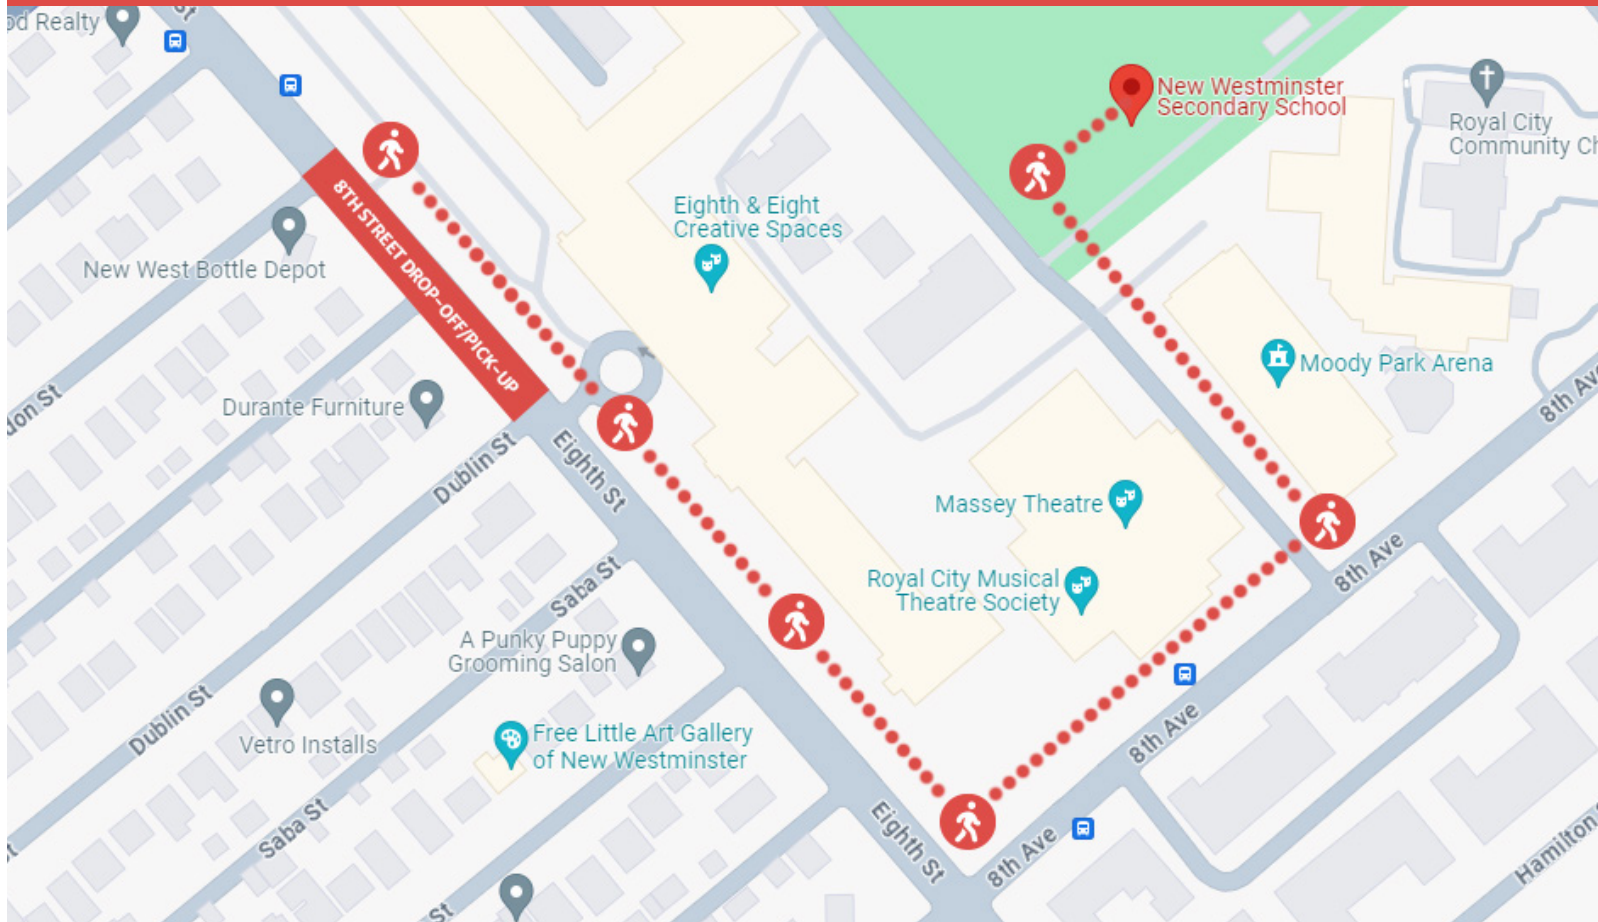 St
od Realty
New Westminster
Secondary School
Royal City
Community Ch
8TH STREET DROP-OFF/PICK-UP
Eighth & Eight
Creative Spaces
New West Bottle Depot
Moody Park Arena
8th Ave
don St
Durante Furniture
Dublin St
Eighth St
Massey Theatre
Royal City Musical
Theatre Society
8th Ave
Saba St
A Punky Puppy
Grooming Salon
Dublin St
Vetro Installs
Free Little Art Gallery
of New Westminster
8th Ave
Saba St
Eighth St
8th Ave
Hamilton
St